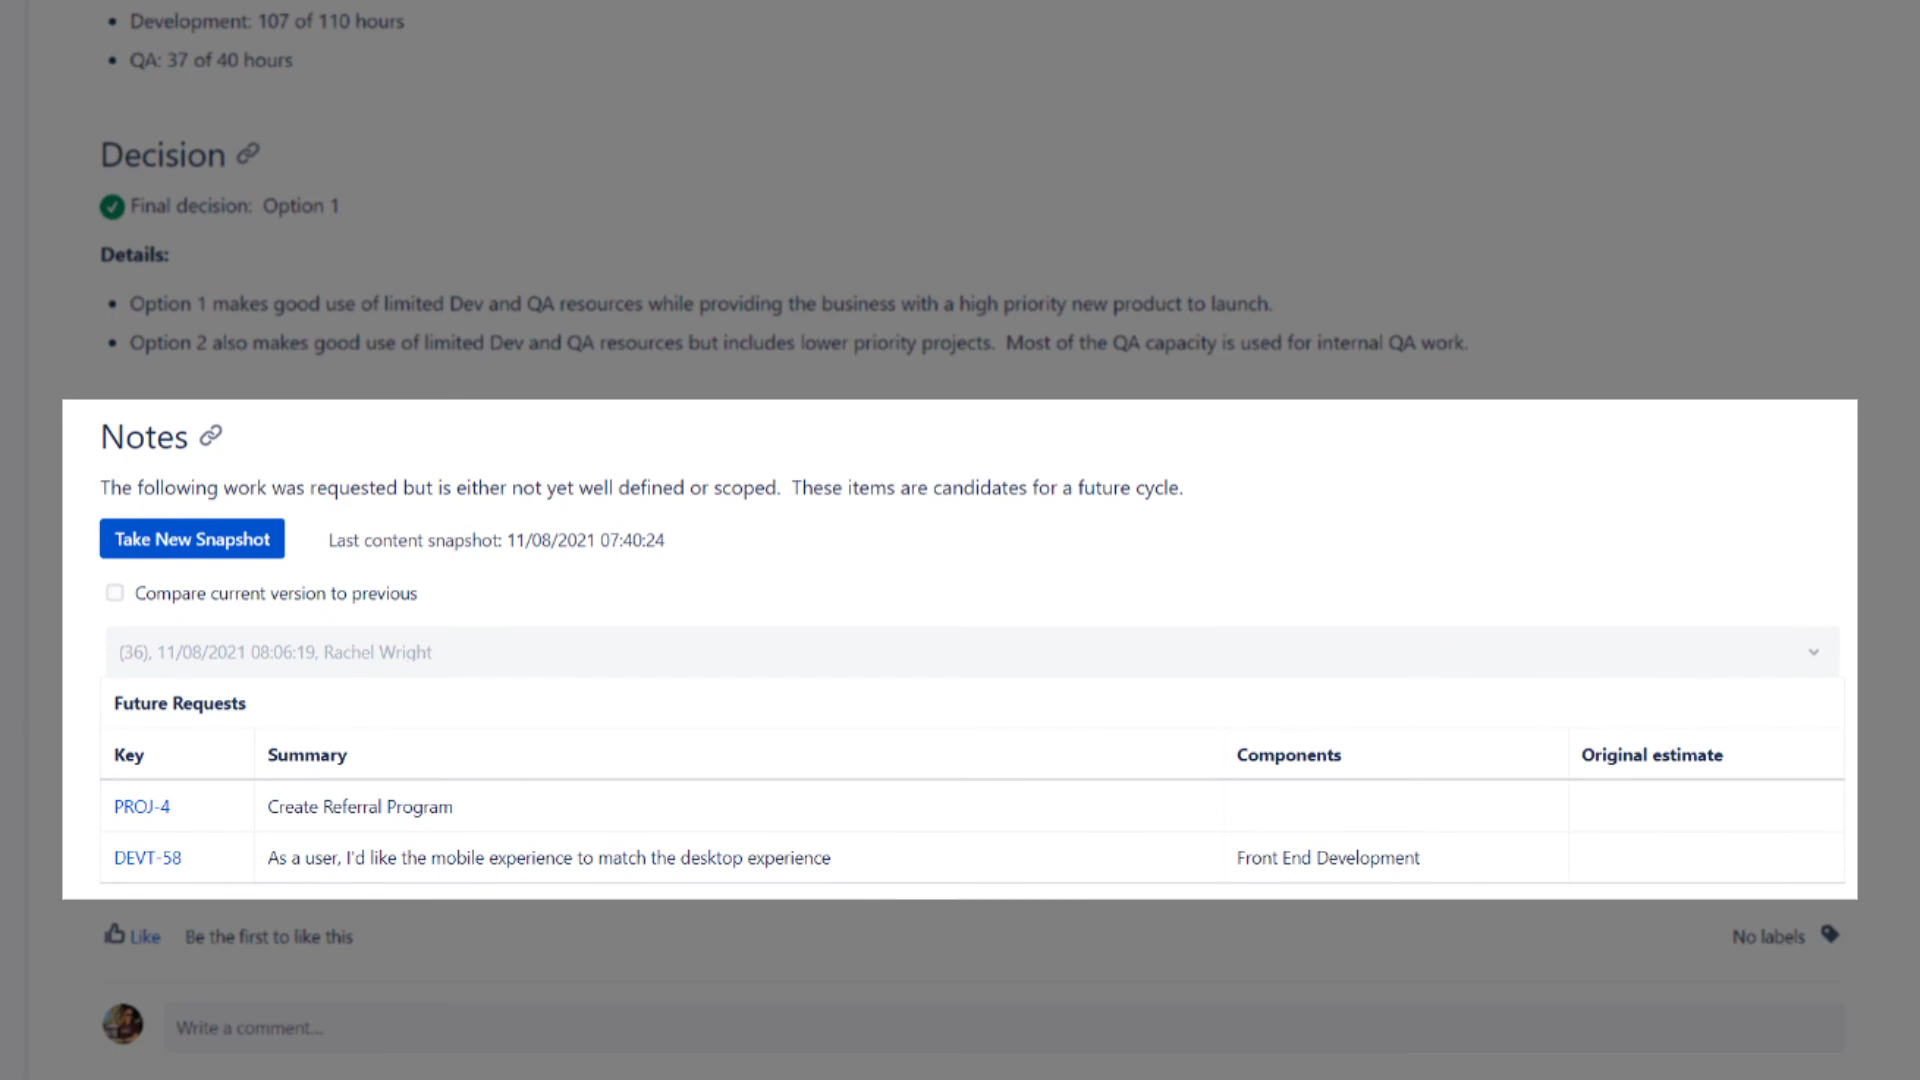 Development: 107 of 110 hours
QA: 37 of 40 hours
Decision
Final decision: Option 1
Details:
Option 1 makes good use of limited Dev and QA resources while providing the business with a high priority new product to launch.
Option 2 also makes good use of limited Dev and QA resources but includes lower priority projects. Most of the QA capacity is used for internal QA work.
Notes
The following work was requested but is either not yet well defined or scoped. These items are candidates for a future cycle.
Take New Snapshot Last content snapshot: 11/08/2021 07:40:24
Compare current version to previous
(36), 11/08/2021 08:06:19, Rachel Wright
Future Requests
Key Summary Components Original estimate
PROJ-4 Create Referral Program
DEVT-58 As a user, I'd like the mobile experience to match the desktop experience Front End Development
Like Be the first to like this No labels
Write a comment...